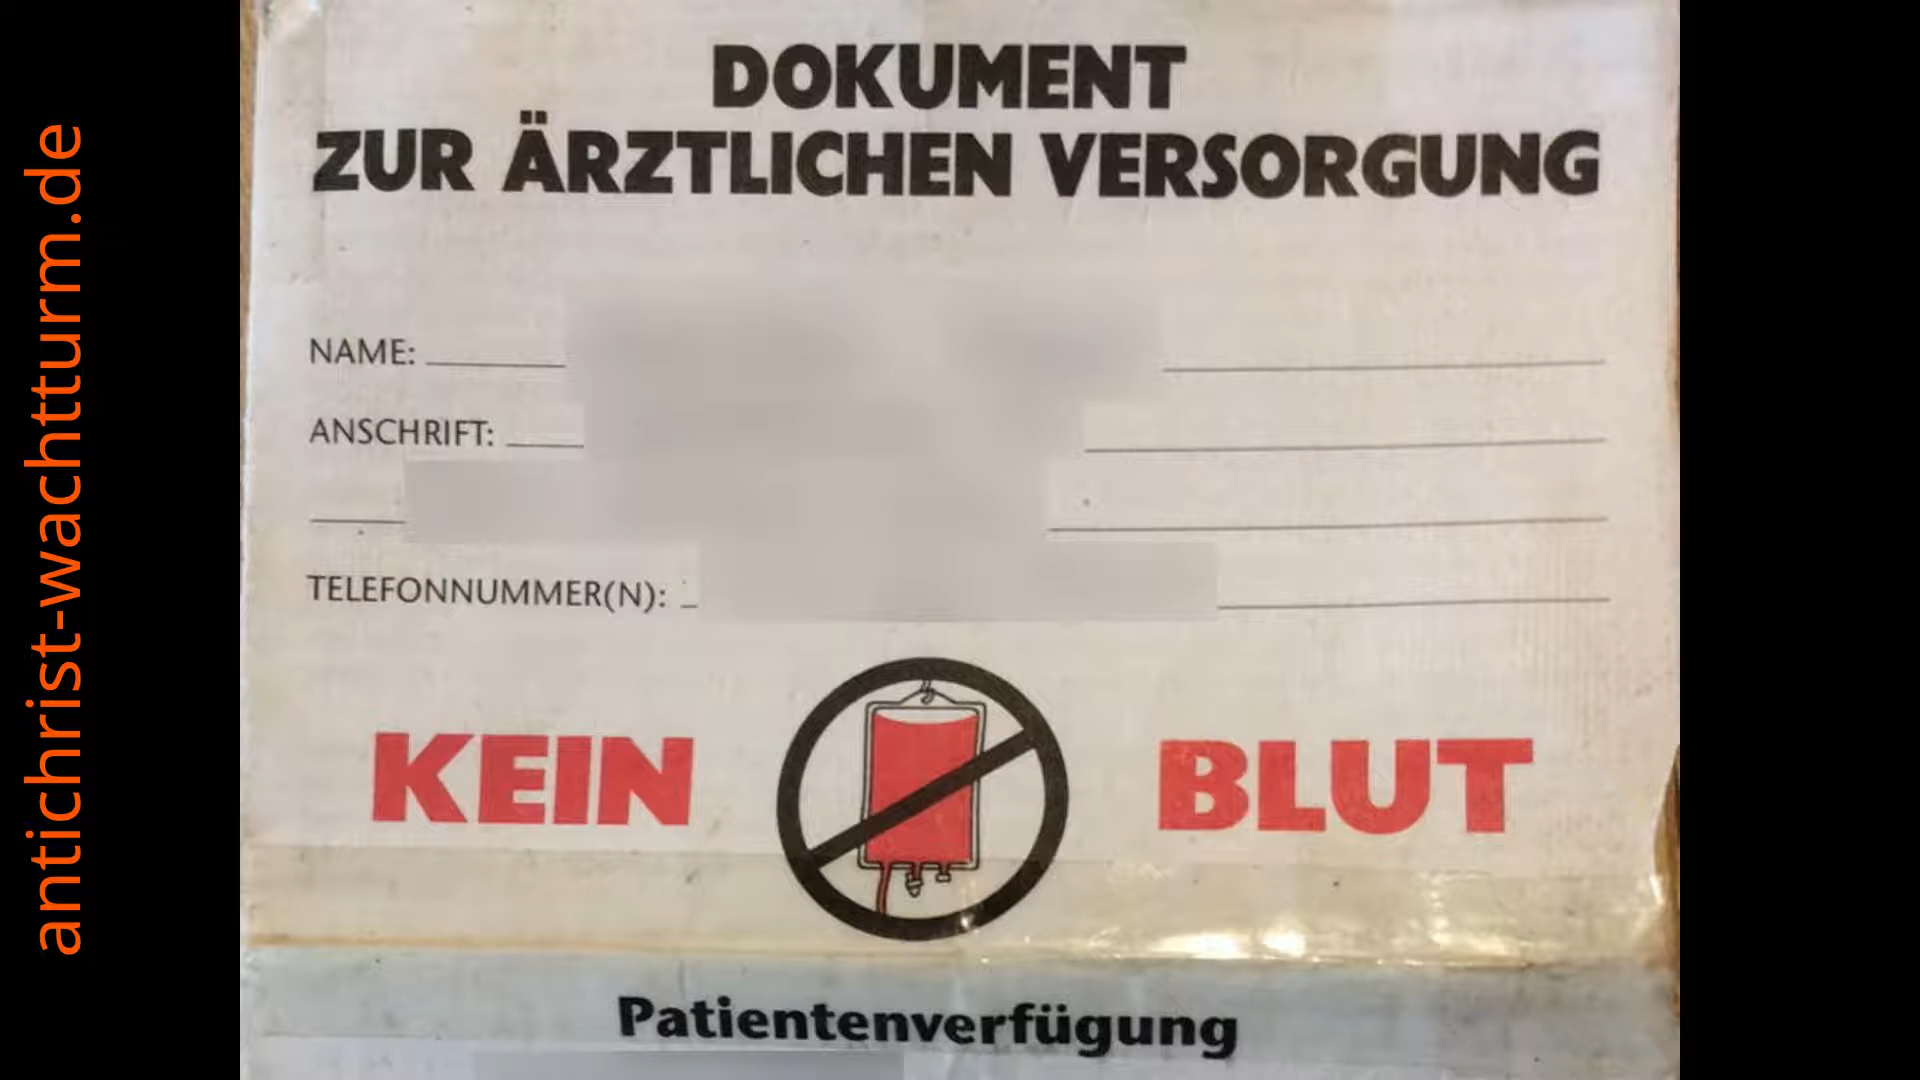 antichrist-wachtturm.de
DOKUMENT
ZUR ÄRZTLICHEN VERSORGUNG
NAME:
ANSCHRIFT:
TELEFONNUMMER(N):
KEIN BLUT
Patientenverfügung